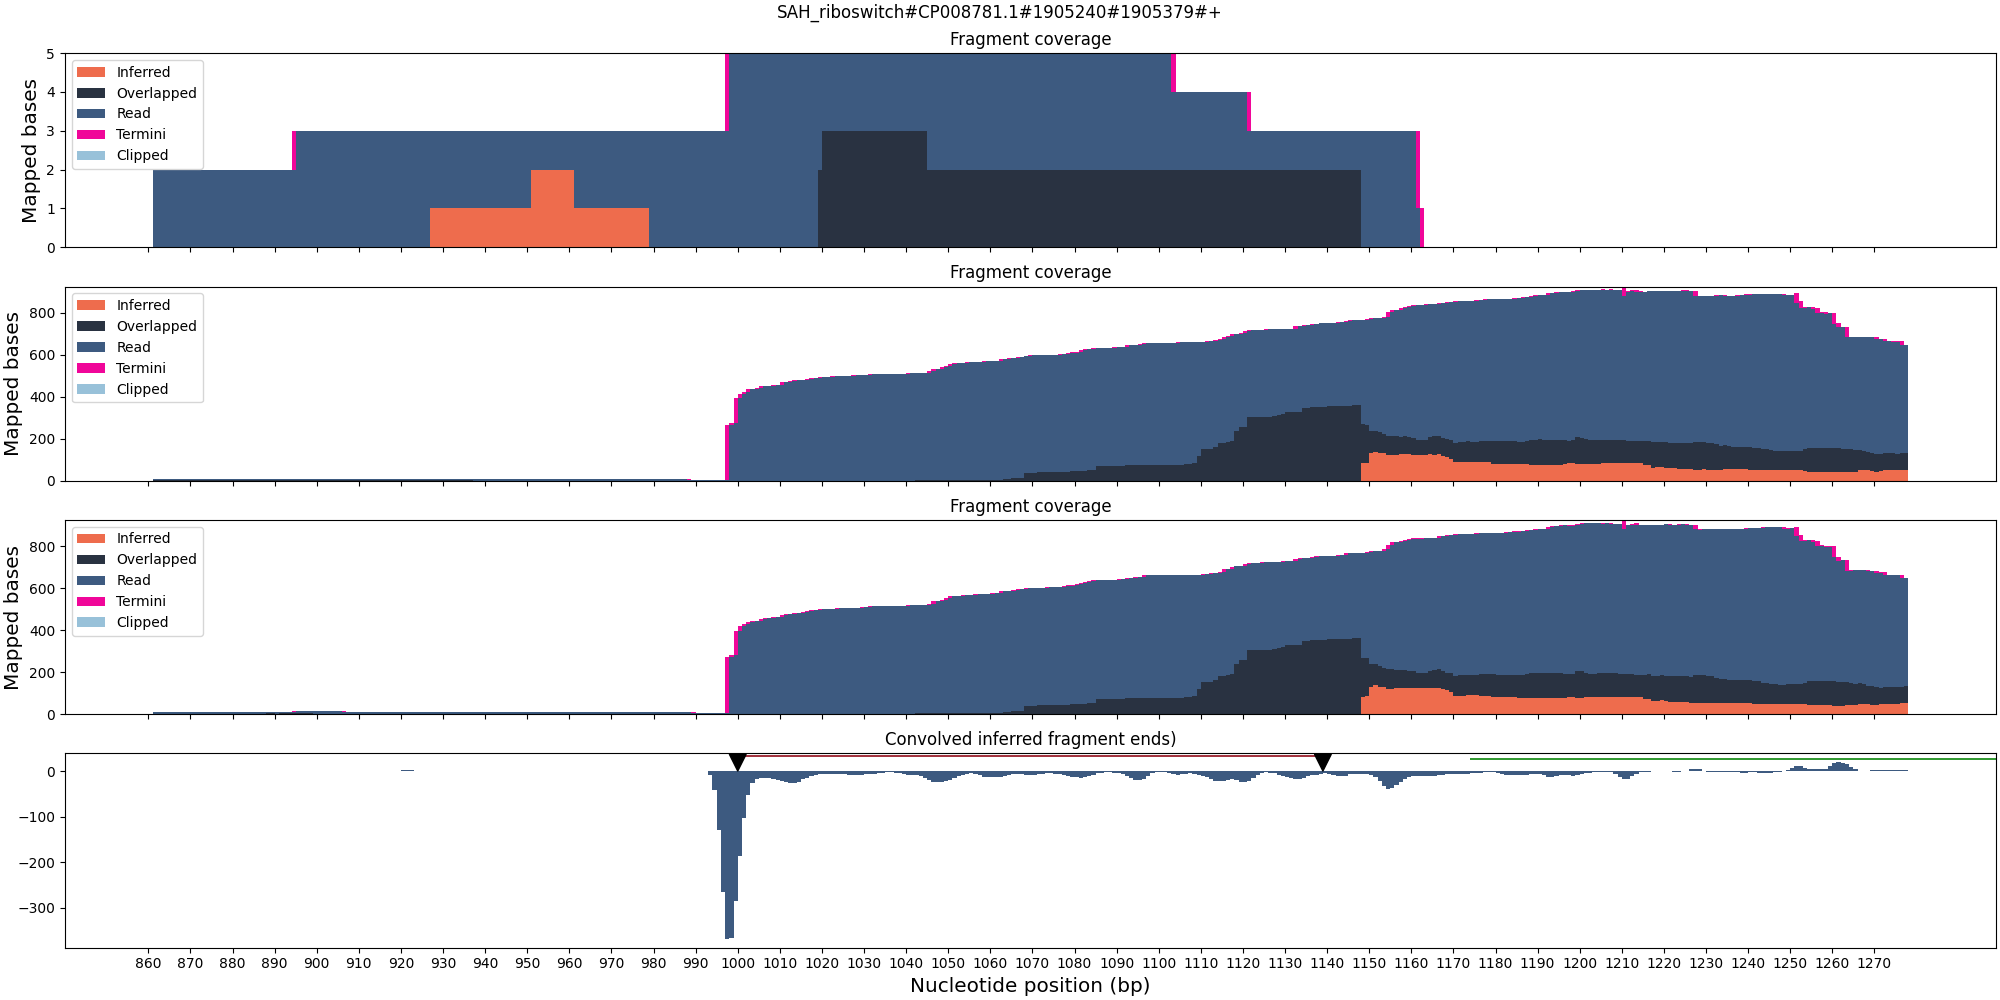 SAH_riboswitch#CP008781.1#1905240#1905379#+
Fragment coverage
Mapped bases
5
4
3
2
1
0
Inferred
Overlapped
Read
Termini
Clipped
Fragment coverage
Mapped bases
800
600
400
200
0
Inferred
Overlapped
Read
Termini
Clipped
Fragment coverage
Mapped bases
800
600
400
200
0
Inferred
Overlapped
Read
Termini
Clipped
Convolved inferred fragment ends)
0
−100
−200
−300
860 870 880 890 900 910 920 930 940 950 960 970 980 990 1000 1010 1020 1030 1040 1050 1060 1070 1080 1090 1100 1110 1120 1130 1140 1150 1160 1170 1180 1190 1200 1210 1220 1230 1240 1250 1260 1270
Nucleotide position (bp)